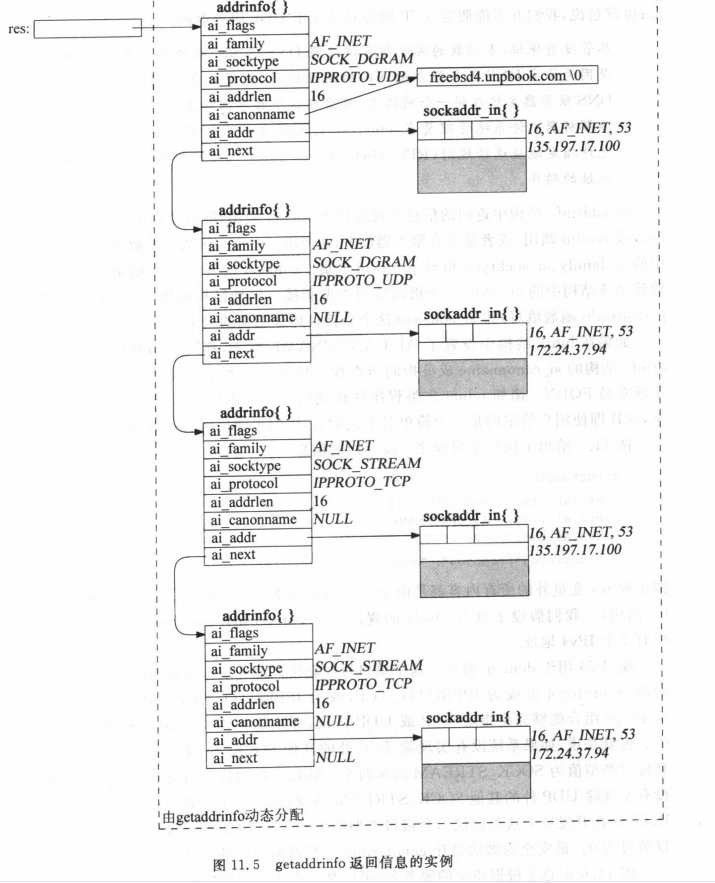 res:
addrinfo{ }
ai_flags
ai_family AF_INET
ai_socktype SOCK_DGRAM
ai_protocol IPPROTO_UDP
ai_addrlen 16
ai_canonname freebsd4.unpbook.com \0
ai_addr
ai_next
sockaddr_in{ }
16, AF_INET, 53
135.197.17.100
addrinfo{ }
ai_flags
ai_family AF_INET
ai_socktype SOCK_DGRAM
ai_protocol IPPROTO_UDP
ai_addrlen 16
ai_canonname NULL
ai_addr
ai_next
sockaddr_in{ }
16, AF_INET, 53
172.24.37.94
addrinfo{ }
ai_flags
ai_family AF_INET
ai_socktype SOCK_STREAM
ai_protocol IPPROTO_TCP
ai_addrlen 16
ai_canonname NULL
ai_addr
ai_next
sockaddr_in{ }
16, AF_INET, 53
135.197.17.100
addrinfo{ }
ai_flags
ai_family AF_INET
ai_socktype SOCK_STREAM
ai_protocol IPPROTO_TCP
ai_addrlen 16
ai_canonname NULL
ai_addr
ai_next NULL
sockaddr_in{ }
16, AF_INET, 53
172.24.37.94
由getaddrinfo动态分配
图 11.5 getaddrinfo 返回信息的实例